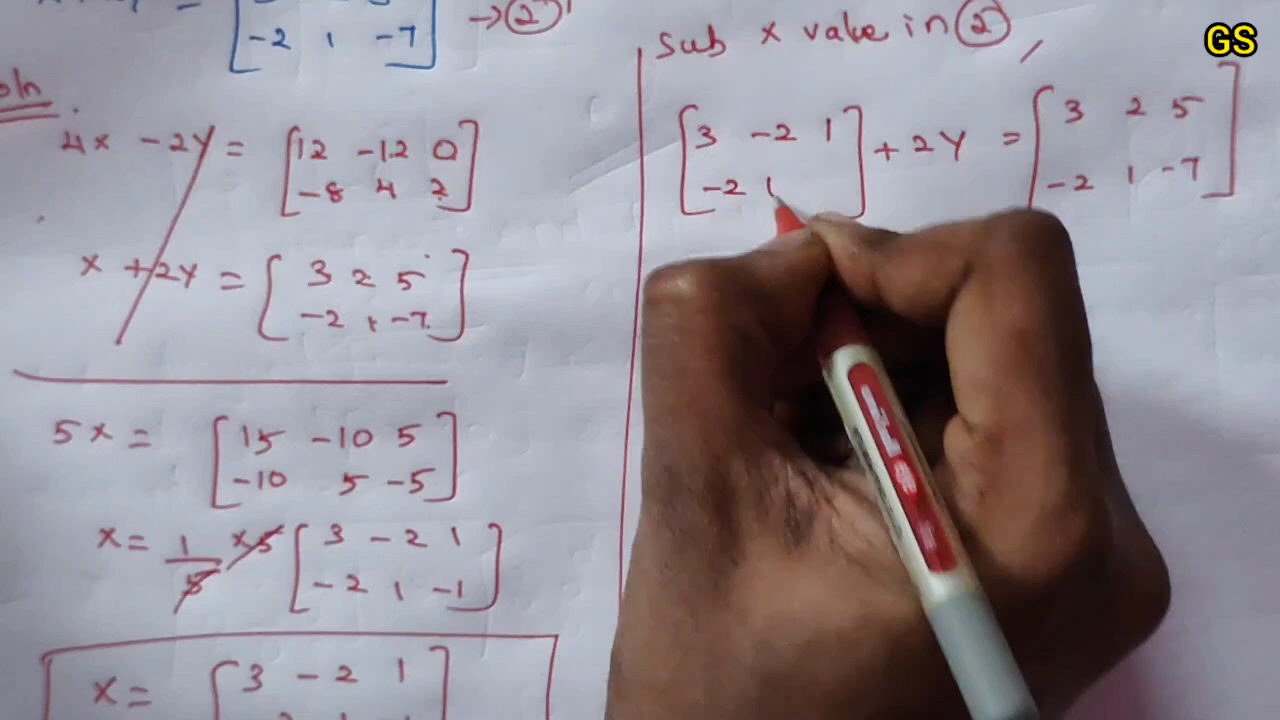 = [ ] → ②
-2 1 -7
oln
4x - 2y = [12 -12 0
-8 4 2]
x + 2y = [3 2 5
-2 1 -7]
5x = [15 -10 5
-10 5 -5]
x = 1/5 x5 [3 -2 1
-2 1 -1]
x = [3 -2 1
Sub x value in ②,
[3 -2 1 ] + 2y = [3 2 5
-2 1 ] -2 1 -7]
GS